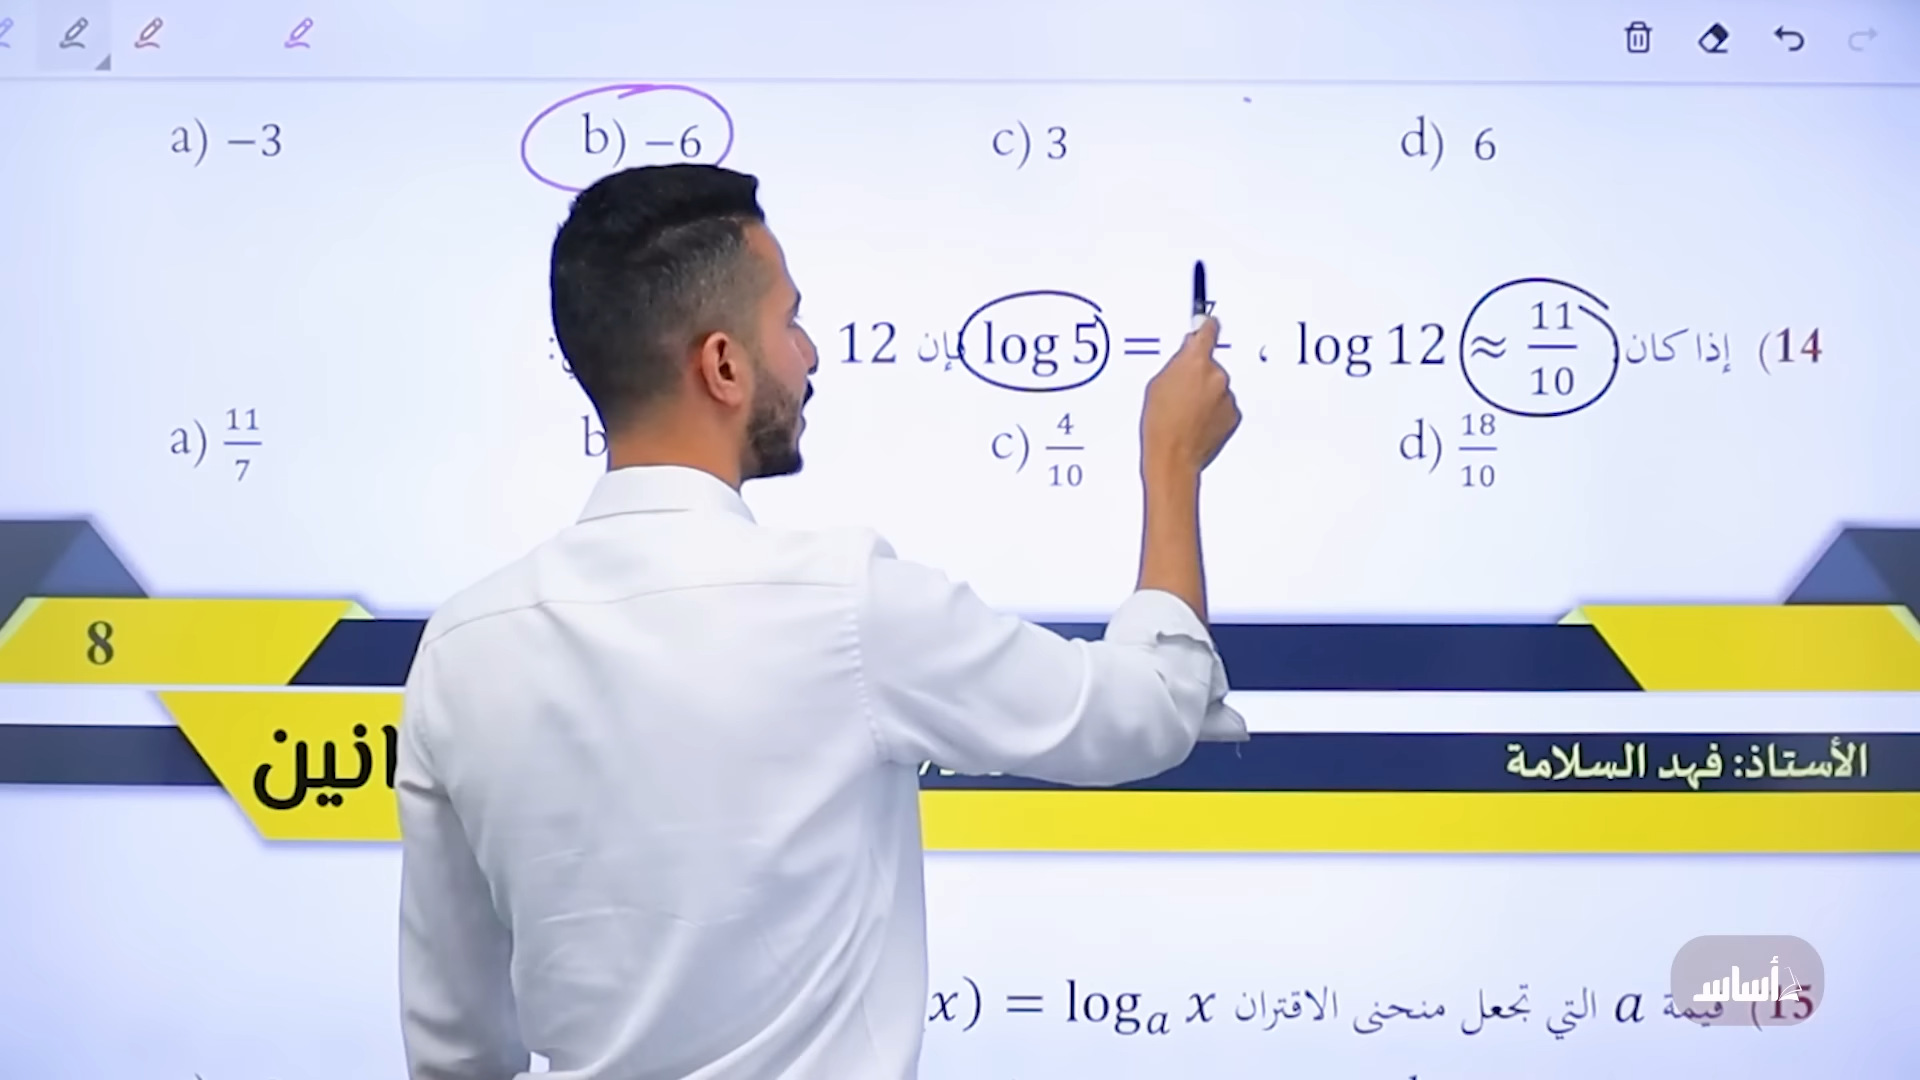 a) −3 b) −6 c) 3 d) 6
14) إذا كان log 12 ≈ 11/10 ، log 5 = فإن 12
a) 11/7 b c) 4/10 d) 18/10
8
الأستاذ: فهد السلامة
انين
15) قيمة a التي تجعل منحنى الاقتران x) = logₐ x
أساس